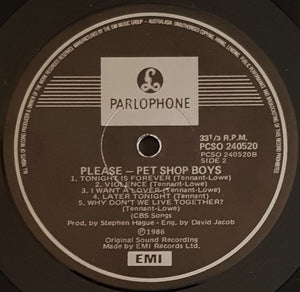 PARLOPHONE
33⅓ R.P.M.
PCSO 240520
PCSO 240520B
SIDE 2
PLEASE – PET SHOP BOYS
1. TONIGHT IS FOREVER (Tennant-Lowe)
2. VIOLENCE (Tennant-Lowe)
3. I WANT A LOVER (Tennant-Lowe)
4. LATER TONIGHT (Tennant-Lowe)
5. WHY DON'T WE LIVE TOGETHER?
(Tennant-Lowe)
(CBS Songs)
Prod. by Stephen Hague - Eng. by David Jacob
℗ 1986
Original Sound Recording
Made by EMI Records Ltd.
EMI